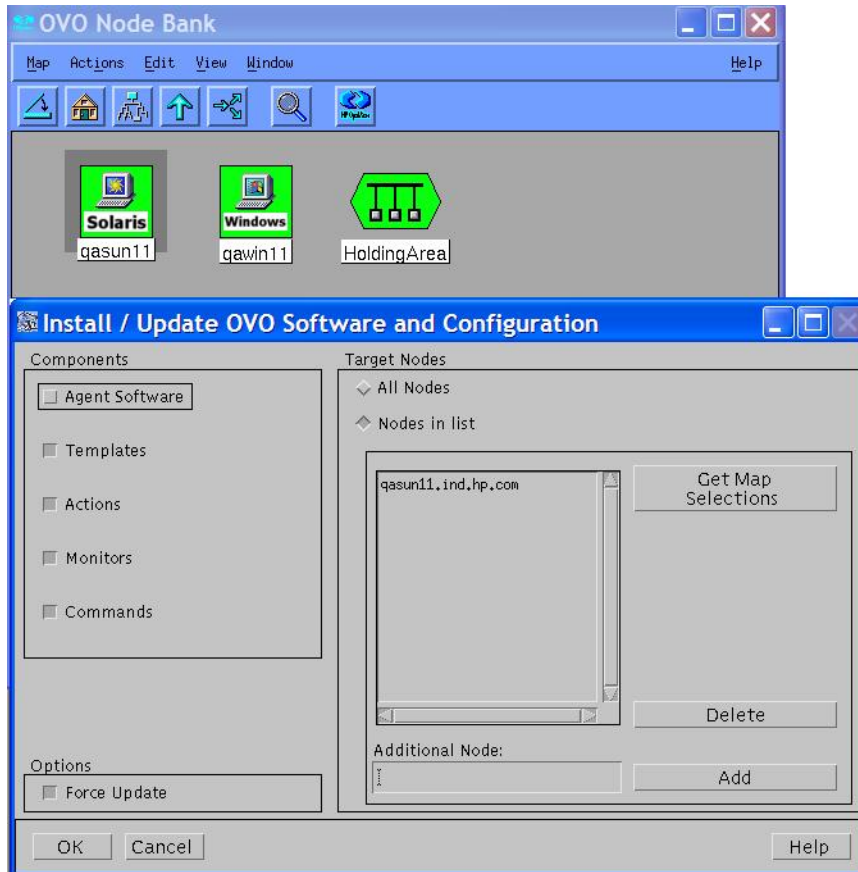 OVO Node Bank
Map Actions Edit View Window Help
HP OpenView
Solaris
Windows
qasun11
qawin11
HoldingArea
Install / Update OVO Software and Configuration
Components
Agent Software
Templates
Actions
Monitors
Commands
Options
Force Update
Target Nodes
All Nodes
Nodes in list
qasun11.ind.hp.com
Get Map
Selections
Delete
Additional Node:
Add
OK Cancel Help